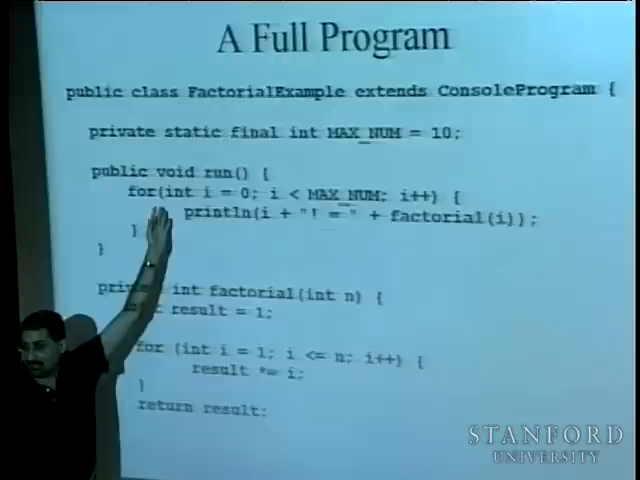 A Full Program
public class FactorialExample extends ConsoleProgram {
private static final int MAX_NUM = 10;
public void run() {
for(int i = 0; i < MAX_NUM; i++) {
println(i + "! = " + factorial(i));
}
}
int factorial(int n) {
result = 1;
for (int i = 1; i <= n; i++) {
result *= i;
}
return result;
STANFORD
UNIVERSITY